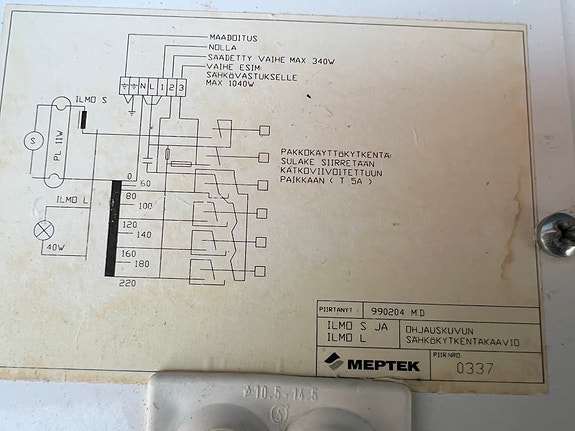 MAADOITUS
NOLLA
SÄÄDETTY VAIHE MAX 340W
VAIHE ESIM:
SÄHKÖVASTUKSELLE
MAX 1040W
N L 1 2 3
ILMO S
S
PL 11W
PAKKOKÄYTTÖKYTKENTÄ:
SULAKE SIIRRETÄÄN
KATKOVIIVOITETTUUN
PAIKKAAN ( T 5A )
0
60
80
100
120
140
160
180
220
ILMO L
40W
PIIRTÄNYT: 990204 M.D
ILMO S JA
ILMO L
OHJAUSKUVUN
SÄHKÖKYTKENTÄKAAVIO
MEPTEK
PIIR.NRO.
0337
10.5-14.5
S